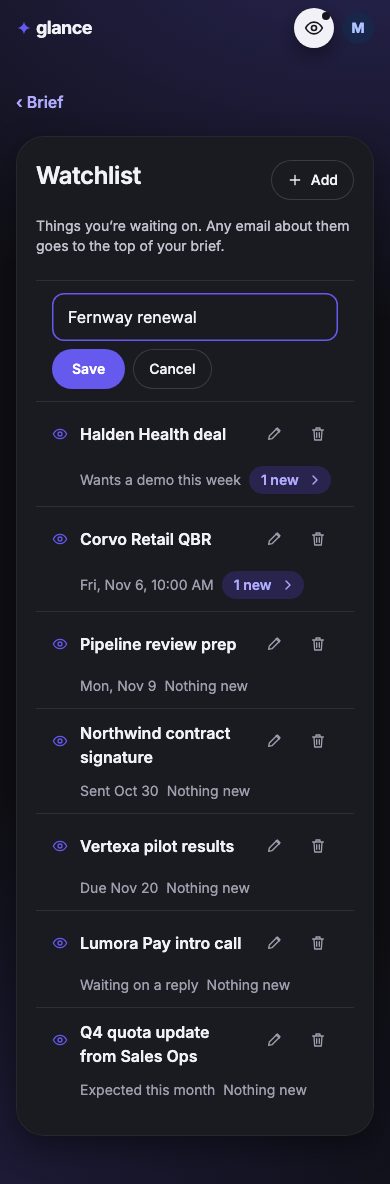 glance
M
‹ Brief
Watchlist
+ Add
Things you’re waiting on. Any email about them
goes to the top of your brief.
Fernway renewal
Save
Cancel
Halden Health deal
Wants a demo this week
1 new
Corvo Retail QBR
Fri, Nov 6, 10:00 AM
1 new
Pipeline review prep
Mon, Nov 9 Nothing new
Northwind contract
signature
Sent Oct 30 Nothing new
Vertexa pilot results
Due Nov 20 Nothing new
Lumora Pay intro call
Waiting on a reply Nothing new
Q4 quota update
from Sales Ops
Expected this month Nothing new